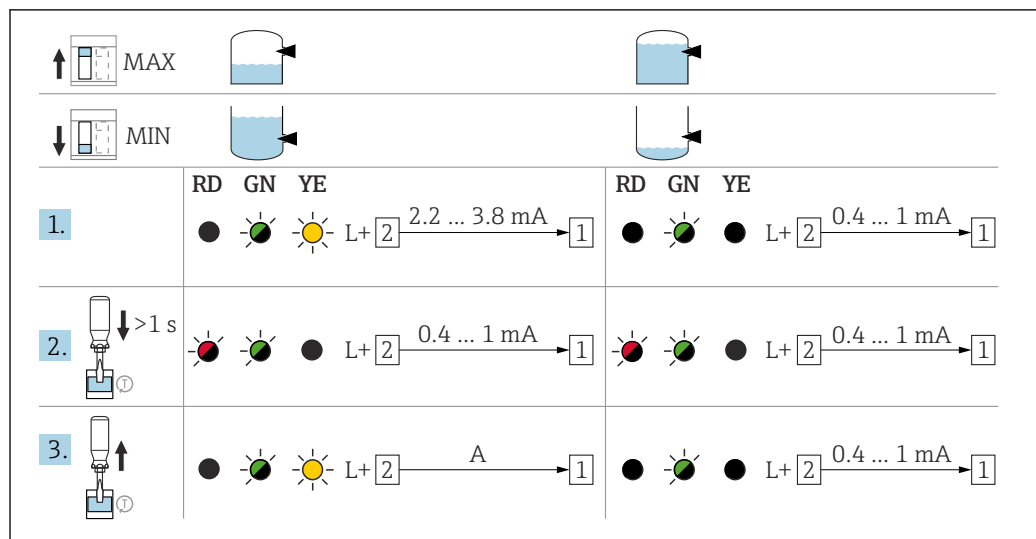 MAX
MIN
RD GN YE RD GN YE
1. L+ 2 2.2 ... 3.8 mA 1 L+ 2 0.4 ... 1 mA 1
2. >1 s T L+ 2 0.4 ... 1 mA 1 L+ 2 0.4 ... 1 mA 1
3. T L+ 2 A 1 L+ 2 0.4 ... 1 mA 1